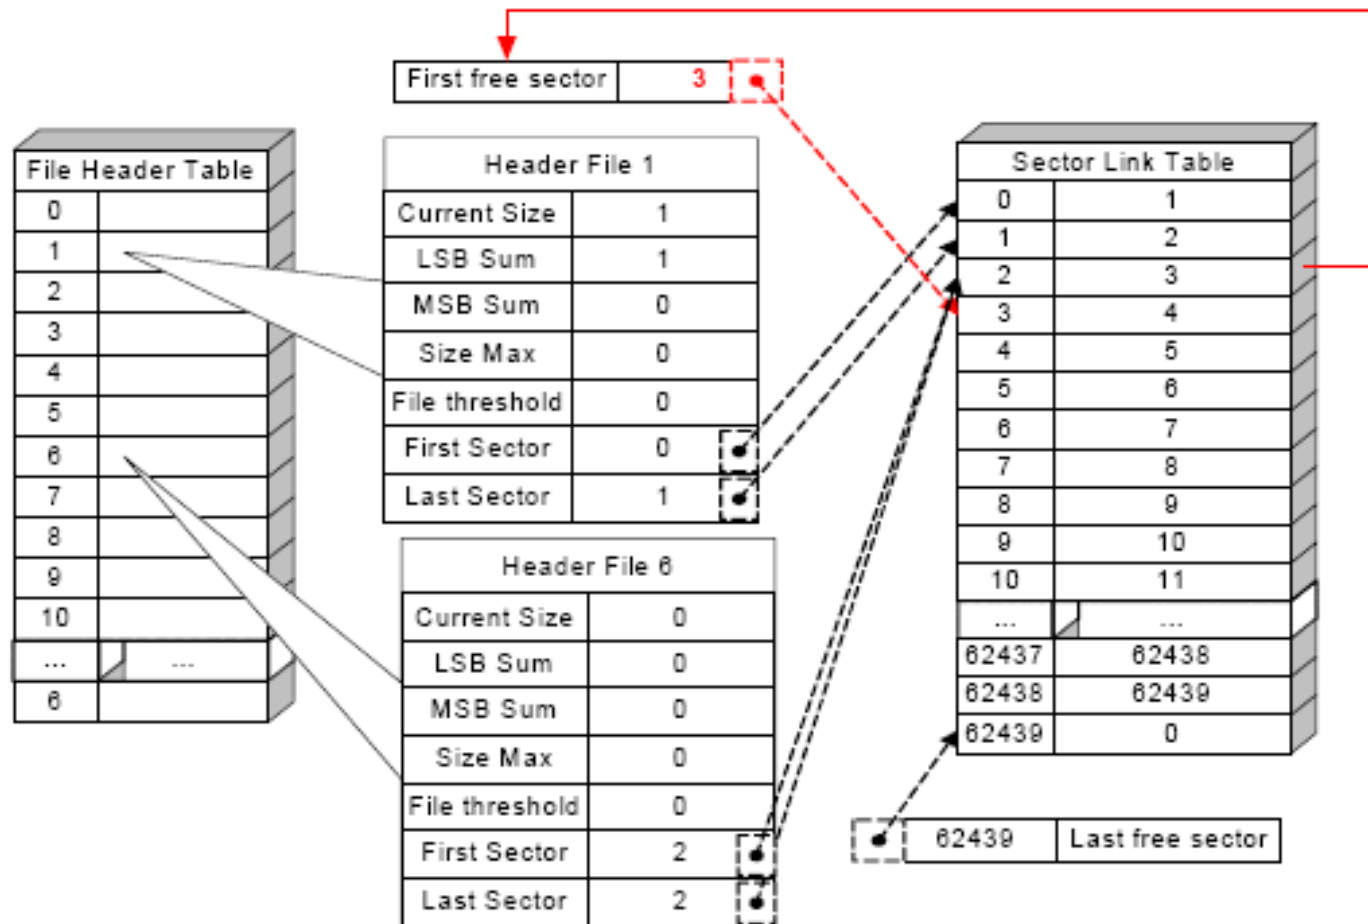 First free sector 3
File Header Table
0
1
2
3
4
5
6
7
8
9
10
... ...
6
Header File 1
Current Size 1
LSB Sum 1
MSB Sum 0
Size Max 0
File threshold 0
First Sector 0
Last Sector 1
Header File 6
Current Size 0
LSB Sum 0
MSB Sum 0
Size Max 0
File threshold 0
First Sector 2
Last Sector 2
Sector Link Table
0 1
1 2
2 3
3 4
4 5
5 6
6 7
7 8
8 9
9 10
10 11
... ...
62437 62438
62438 62439
62439 0
62439 Last free sector